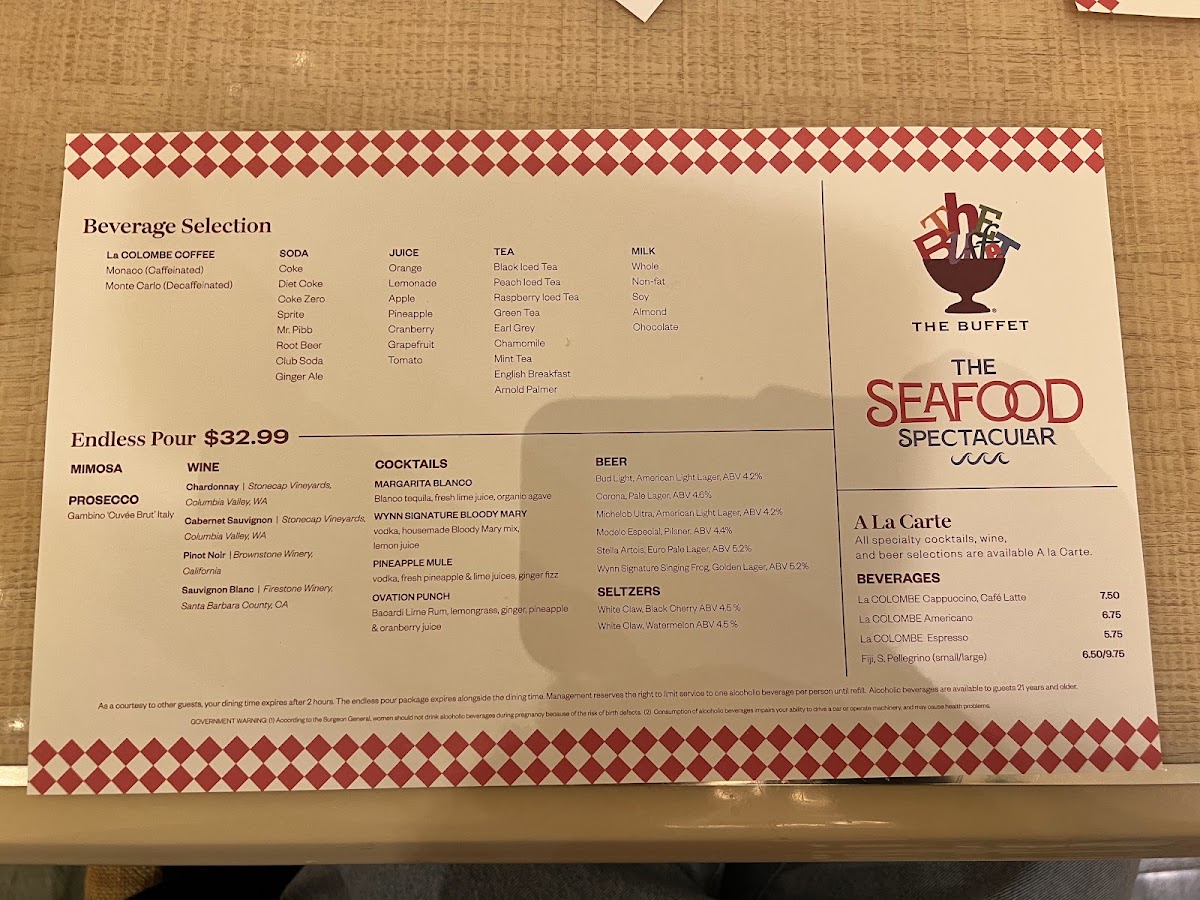 Beverage Selection
La COLOMBE COFFEE
Monaco (Caffeinated)
Monte Carlo (Decaffeinated)
SODA
Coke
Diet Coke
Coke Zero
Sprite
Mr. Pibb
Root Beer
Club Soda
Ginger Ale
JUICE
Orange
Lemonade
Apple
Pineapple
Cranberry
Grapefruit
Tomato
TEA
Black Iced Tea
Peach Iced Tea
Raspberry Iced Tea
Green Tea
Earl Grey
Chamomile
Mint Tea
English Breakfast
Arnold Palmer
MILK
Whole
Non-fat
Soy
Almond
Chocolate
Endless Pour $32.99
MIMOSA
PROSECCO
Gambino 'Cuvée Brut' Italy
WINE
Chardonnay | Stonecap Vineyards,
Columbia Valley, WA
Cabernet Sauvignon | Stonecap Vineyards,
Columbia Valley, WA
Pinot Noir | Brownstone Winery,
California
Sauvignon Blanc | Firestone Winery,
Santa Barbara County, CA
COCKTAILS
MARGARITA BLANCO
Blanco tequila, fresh lime juice, organic agave
WYNN SIGNATURE BLOODY MARY
vodka, housemade Bloody Mary mix,
lemon juice
PINEAPPLE MULE
vodka, fresh pineapple & lime juices, ginger fizz
OVATION PUNCH
Bacardi Lime Rum, lemongrass, ginger, pineapple
& cranberry juice
BEER
Bud Light, American Light Lager, ABV 4.2%
Corona, Pale Lager, ABV 4.6%
Michelob Ultra, American Light Lager, ABV 4.2%
Modelo Especial, Pilsner, ABV 4.4%
Stella Artois, Euro Pale Lager, ABV 5.2%
Wynn Signature Singing Frog, Golden Lager, ABV 5.2%
SELTZERS
White Claw, Black Cherry ABV 4.5%
White Claw, Watermelon ABV 4.5%
ThE
BUffeT
THE BUFFET
THE
SEAFOOD
SPECTACULAR
A La Carte
All specialty cocktails, wine,
and beer selections are available A la Carte.
BEVERAGES
La COLOMBE Cappuccino, Café Latte 7.50
La COLOMBE Americano 6.75
La COLOMBE Espresso 5.75
Fiji, S. Pellegrino (small/large) 6.50/9.75
As a courtesy to other guests, your dining time expires after 2 hours. The endless pour package expires alongside the dining time. Management reserves the right to limit service to one alcoholic beverage per person until refill. Alcoholic beverages are available to guests 21 years and older.
GOVERNMENT WARNING: (1) According to the Surgeon General, women should not drink alcoholic beverages during pregnancy because of the risk of birth defects. (2) Consumption of alcoholic beverages impairs your ability to drive a car or operate machinery, and may cause health problems.